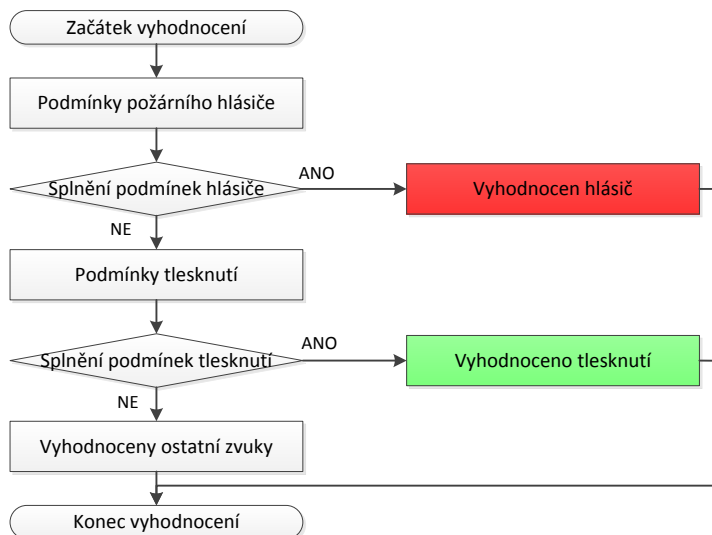 Začátek vyhodnocení
Podmínky požárního hlásiče
Splnění podmínek hlásiče
ANO
Vyhodnocen hlásič
NE
Podmínky tlesknutí
Splnění podmínek tlesknutí
ANO
Vyhodnoceno tlesknutí
NE
Vyhodnoceny ostatní zvuky
Konec vyhodnocení